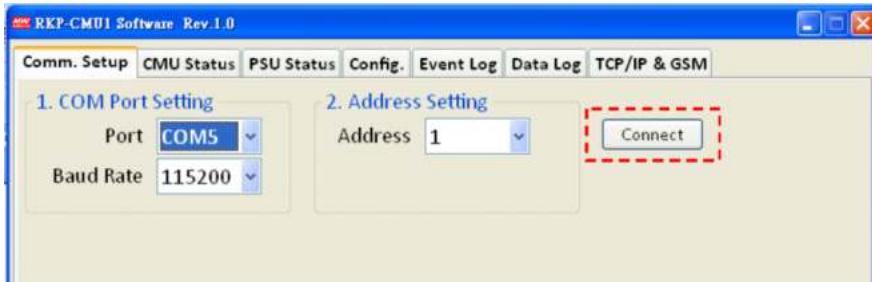 MW RKP-CMU1 Software Rev.1.0
Comm. Setup CMU Status PSU Status Config. Event Log Data Log TCP/IP & GSM
1. COM Port Setting
2. Address Setting
Port COM5
Address 1
Connect
Baud Rate 115200